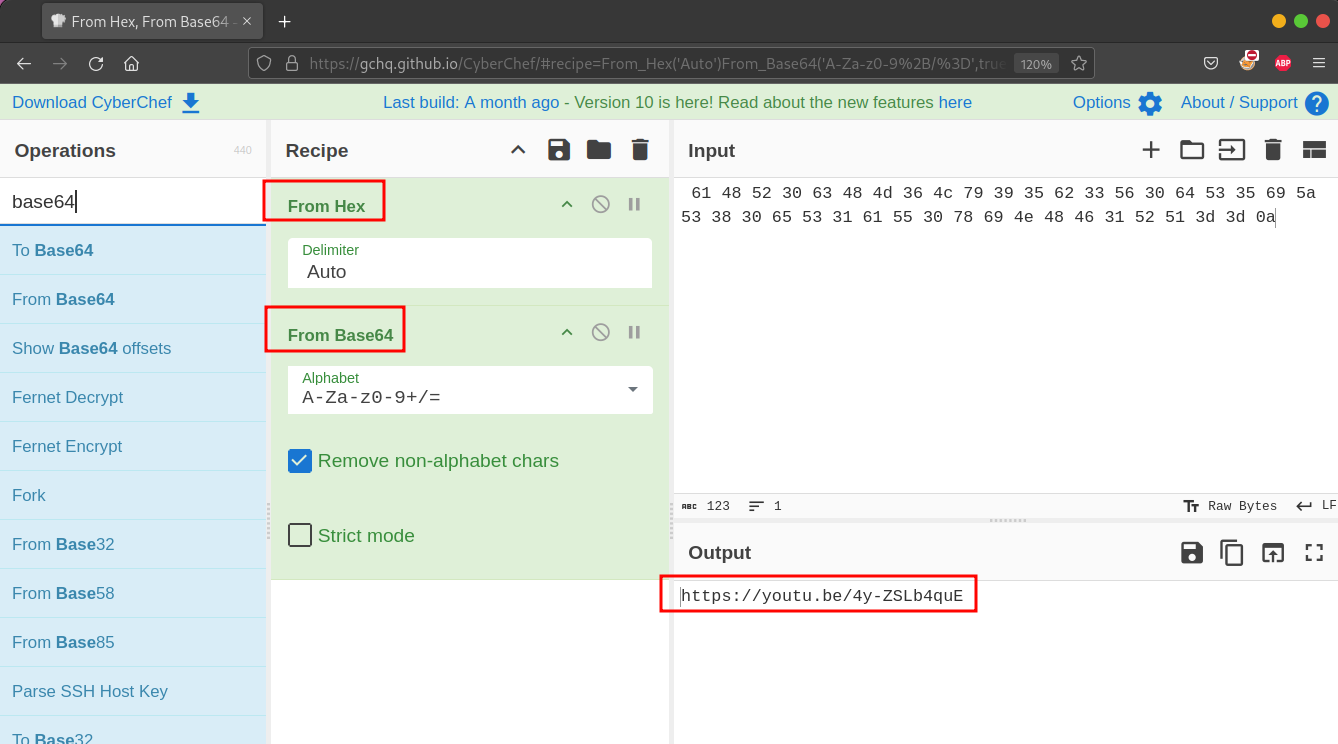 From Hex, From Base64 - ×
+
https://gchq.github.io/CyberChef/#recipe=From_Hex('Auto')From_Base64('A-Za-z0-9%2B/%3D',true
120%
ABP
Download CyberChef
Last build: A month ago - Version 10 is here! Read about the new features here
Options
About / Support ?
Operations
440
Recipe
Input
base64
To Base64
From Base64
Show Base64 offsets
Fernet Decrypt
Fernet Encrypt
Fork
From Base32
From Base58
From Base85
Parse SSH Host Key
To Base32
From Hex
Delimiter
Auto
From Base64
Alphabet
A-Za-z0-9+/=
Remove non-alphabet chars
Strict mode
61 48 52 30 63 48 4d 36 4c 79 39 35 62 33 56 30 64 53 35 69 5a
53 38 30 65 53 31 61 55 30 78 69 4e 48 46 31 52 51 3d 3d 0a
ABC 123
1
Tт Raw Bytes
LF
Output
https://youtu.be/4y-ZSLb4quE